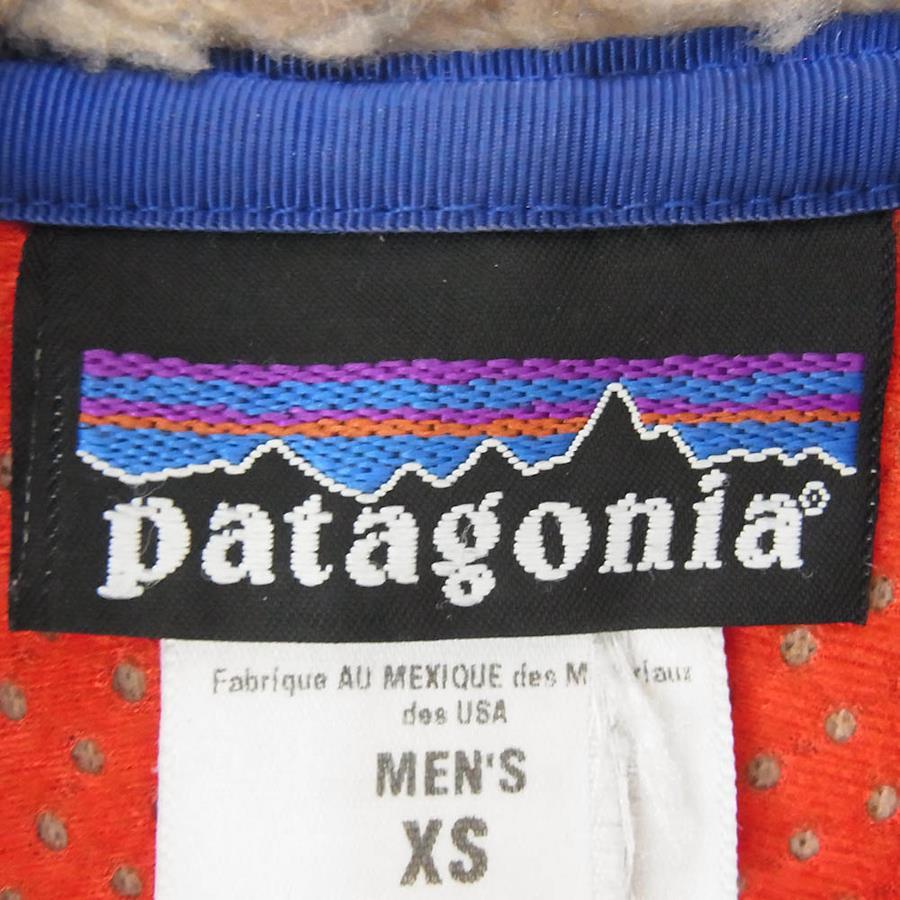 patagonia®
Fabrique AU MEXIQUE des
des USA
MEN'S
XS